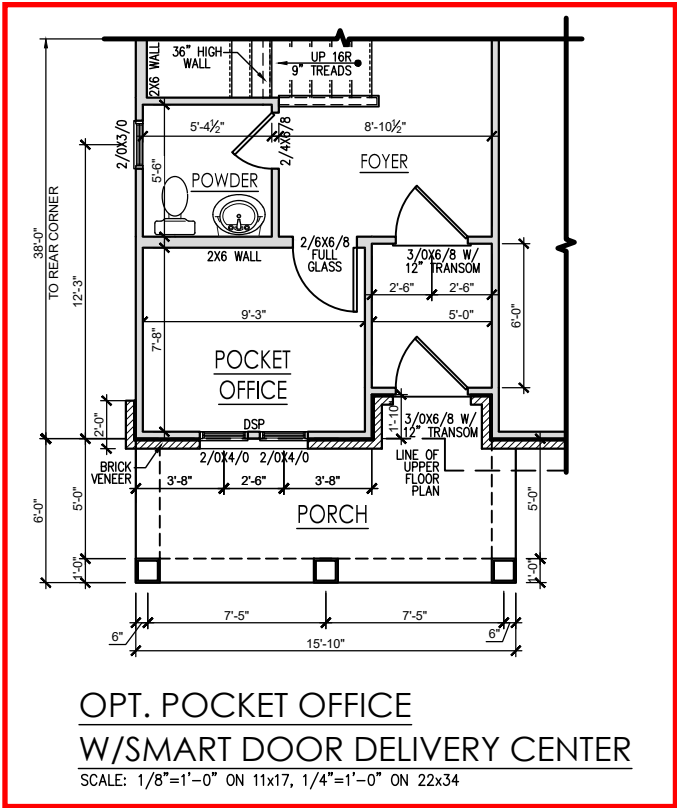 36" HIGH
WALL
UP 16R
9" TREADS
2X6 WALL
2/0X3/0
5'-4½"
2/4X6/8
8'-10½"
FOYER
5'-6"
POWDER
38'-0"
TO REAR CORNER
12'-3"
2X6 WALL
2/6X6/8
FULL
GLASS
3/0X6/8 W/
12" TRANSOM
2'-6"
2'-6"
9'-3"
5'-0"
6'-0"
7'-8"
POCKET
OFFICE
DSP
2'-0"
1'-10"
3/0X6/8 W/
12" TRANSOM
2/0X4/0
2/0X4/0
BRICK
VENEER
LINE OF
UPPER
FLOOR
PLAN
3'-8"
2'-6"
3'-8"
6'-0"
5'-0"
PORCH
5'-0"
1'-0"
1'-0"
7'-5"
7'-5"
6"
6"
15'-10"
OPT. POCKET OFFICE
W/SMART DOOR DELIVERY CENTER
SCALE: 1/8"=1'-0" ON 11x17, 1/4"=1'-0" ON 22x34